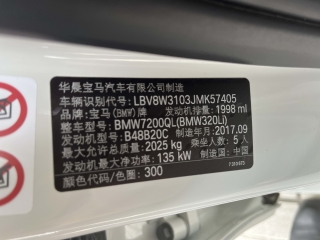 华晨宝马汽车有限公司制造
车辆识别代号: LBV8W3103JMK57405
品牌: 宝马(BMW)牌 发动机排量: 1998 ml
整车型号: BMW7200QL(BMW320Li)
发动机型号: B48B20C 制造年月: 2017.09
最大允许总质量: 2025 kg 乘坐人数: 5 人
发动机最大净功率: 135 kW 制造国: 中国
颜色代码/色圈: 300